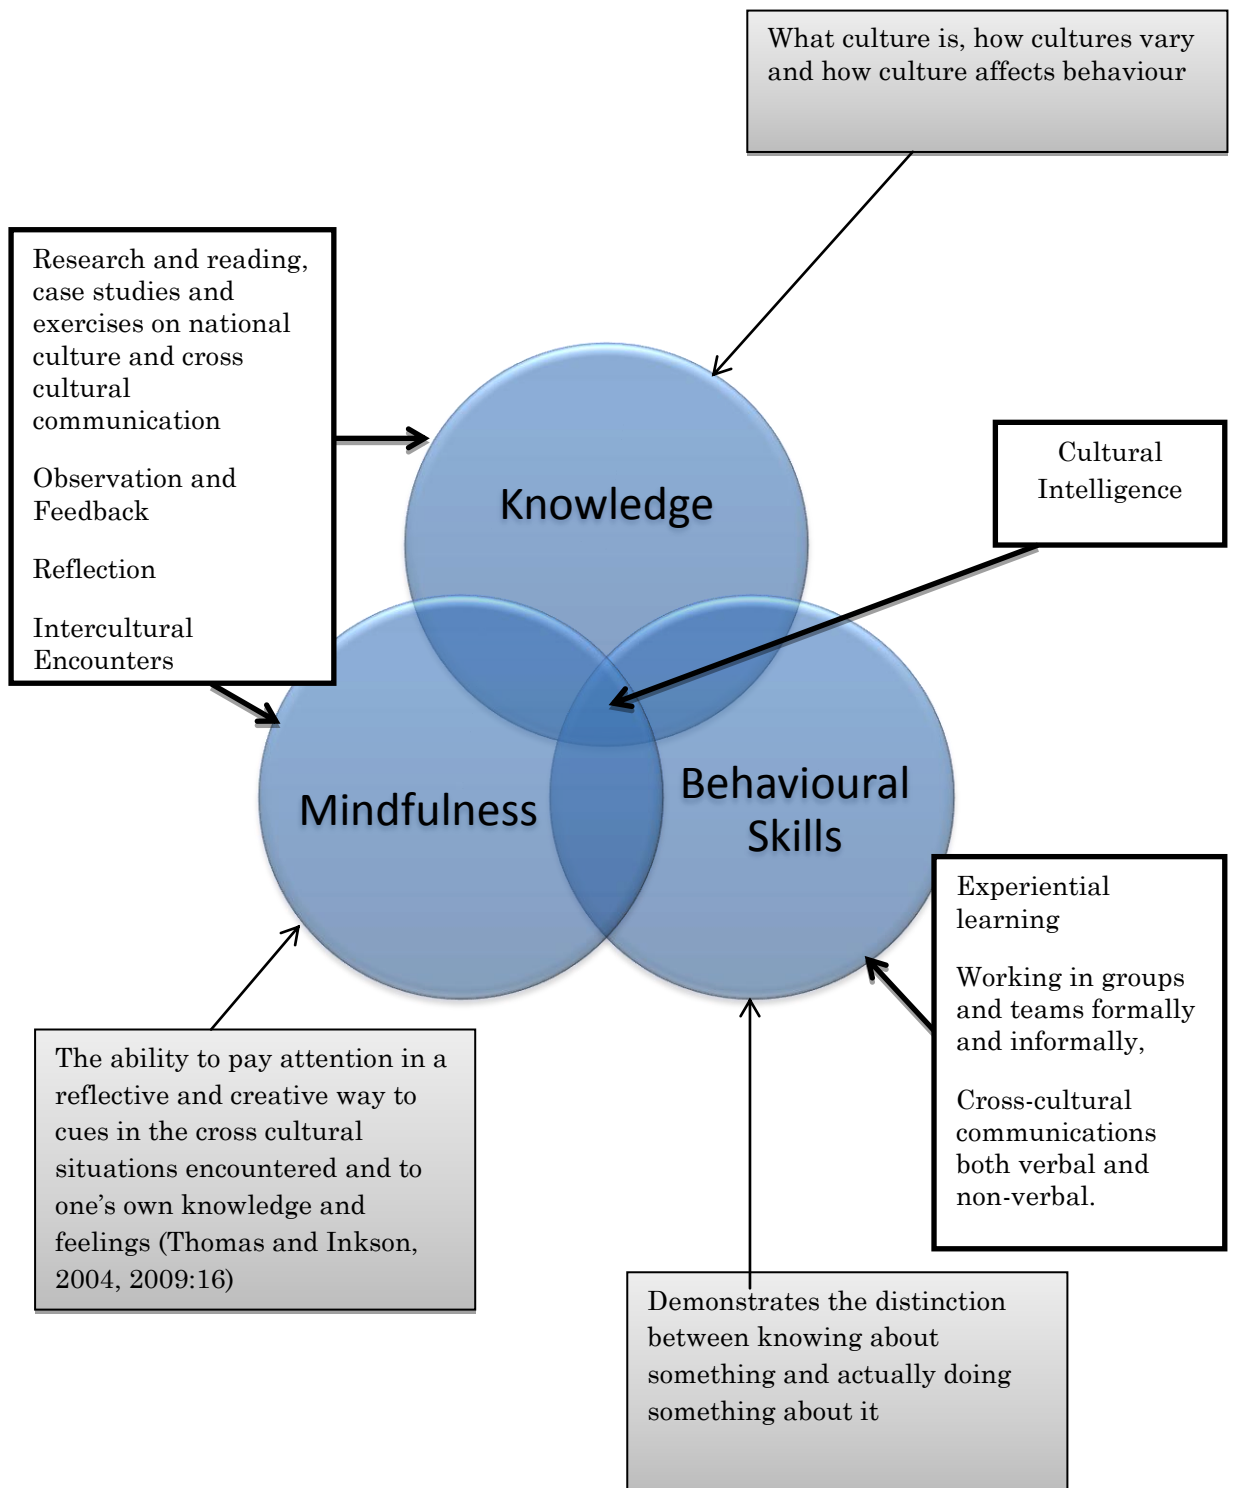 What culture is, how cultures vary
and how culture affects behaviour
Research and reading,
case studies and
exercises on national
culture and cross
cultural
communication
Observation and
Feedback
Reflection
Intercultural
Encounters
Cultural
Intelligence
Knowledge
Mindfulness
Behavioural
Skills
Experiential
learning
Working in groups
and teams formally
and informally,
Cross-cultural
communications
both verbal and
non-verbal.
The ability to pay attention in a
reflective and creative way to
cues in the cross cultural
situations encountered and to
one’s own knowledge and
feelings (Thomas and Inkson,
2004, 2009:16)
Demonstrates the distinction
between knowing about
something and actually doing
something about it